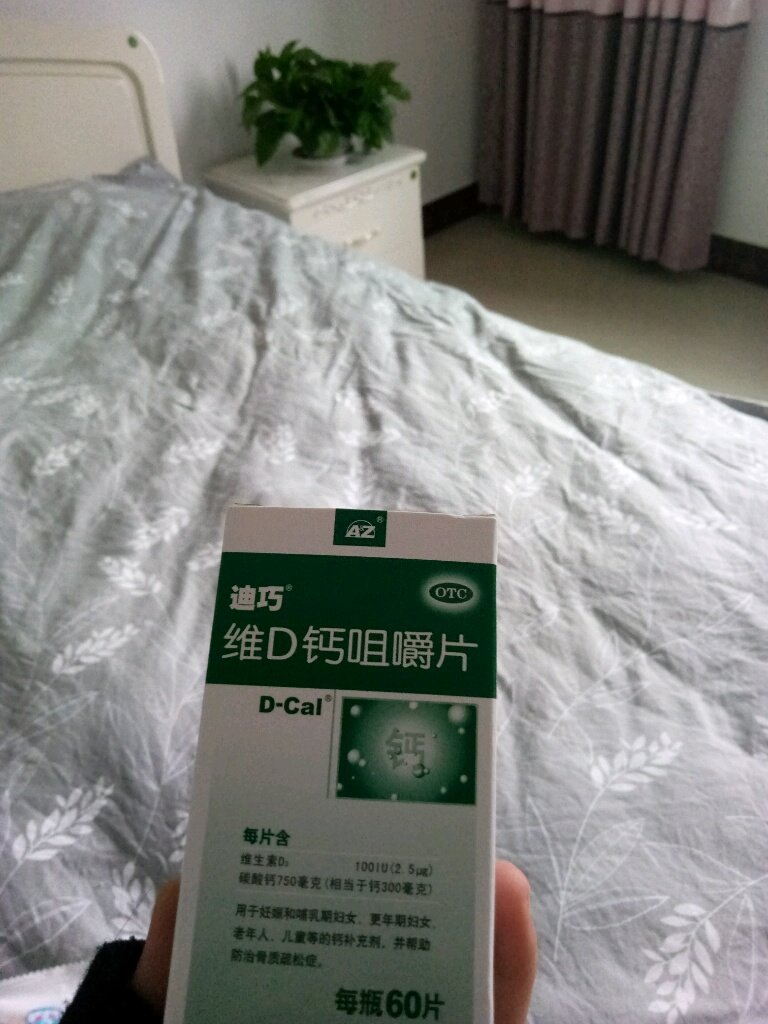 AZ®
迪巧®
OTC
维D钙咀嚼片
D-Cal®
钙
每片含
维生素D₃ 100IU(2.5μg)
碳酸钙750毫克(相当于钙300毫克)
用于妊娠和哺乳期妇女、更年期妇女、
老年人、儿童等的钙补充剂,并帮助
防治骨质疏松症。
每瓶60片